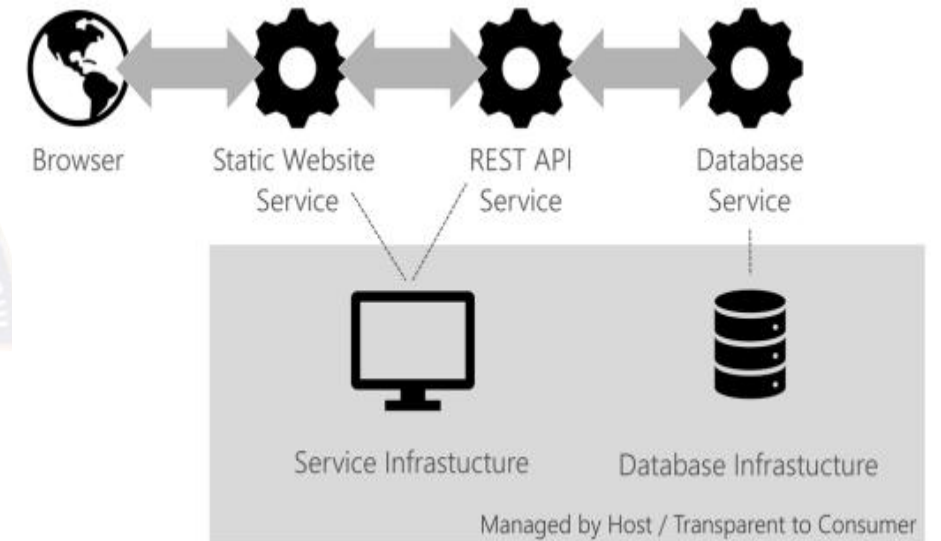 Browser
Static Website
Service
REST API
Service
Database
Service
Service Infrastucture
Database Infrastucture
Managed by Host / Transparent to Consumer